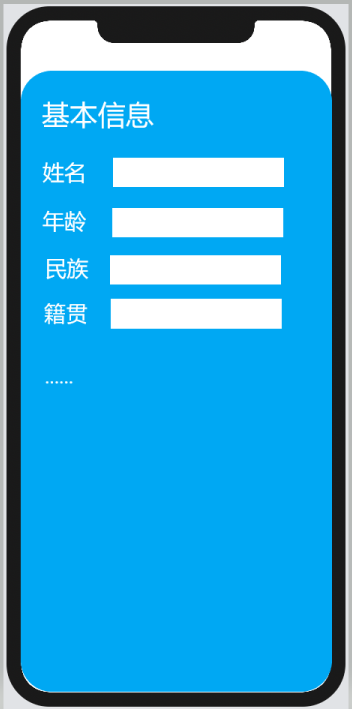 基本信息
姓名
年龄
民族
籍贯
......